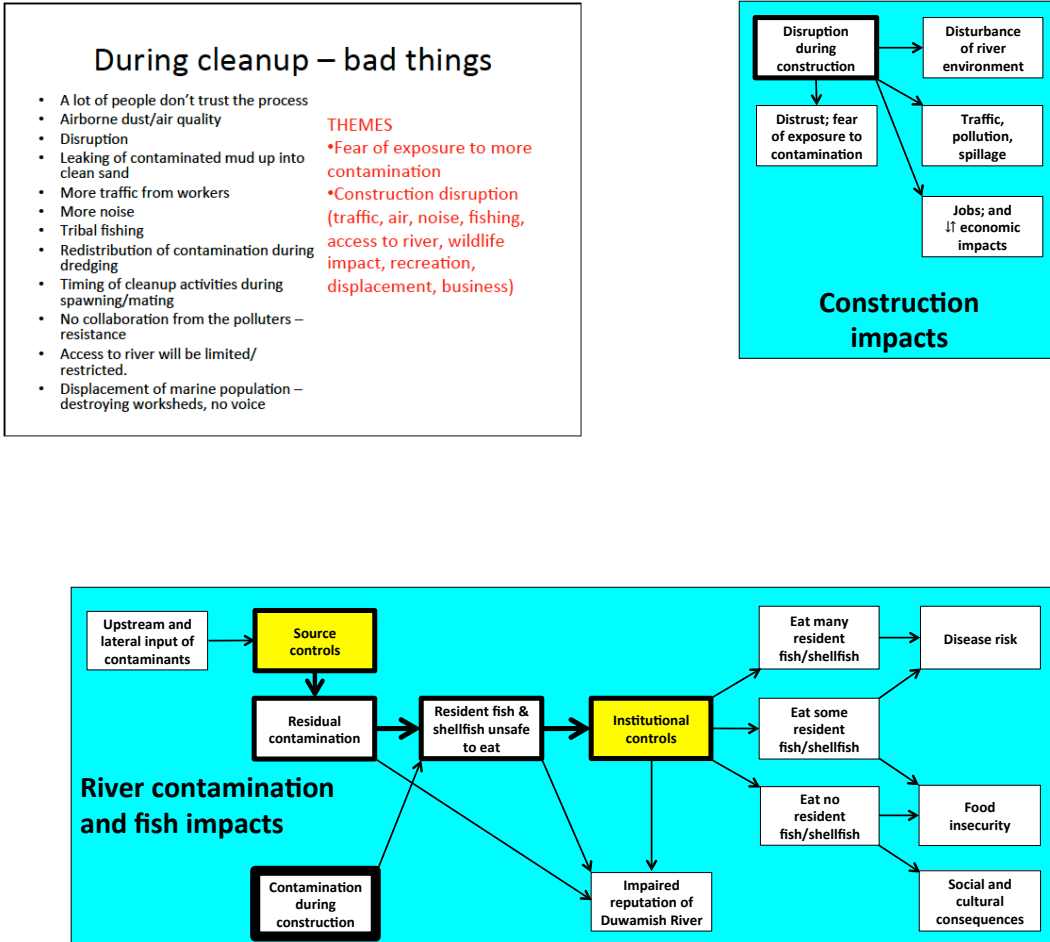 During cleanup – bad things
• A lot of people don't trust the process
• Airborne dust/air quality
• Disruption
• Leaking of contaminated mud up into
clean sand
• More traffic from workers
• More noise
• Tribal fishing
• Redistribution of contamination during
dredging
• Timing of cleanup activities during
spawning/mating
• No collaboration from the polluters –
resistance
• Access to river will be limited/
restricted.
• Displacement of marine population –
destroying worksheds, no voice
THEMES
•Fear of exposure to more
contamination
•Construction disruption
(traffic, air, noise, fishing,
access to river, wildlife
impact, recreation,
displacement, business)
Disruption
during
construction
Disturbance
of river
environment
Distrust; fear
of exposure to
contamination
Traffic,
pollution,
spillage
Jobs; and
⇵ economic
impacts
Construction
impacts
Upstream and
lateral input of
contaminants
Source
controls
Residual
contamination
Resident fish &
shellfish unsafe
to eat
Institutional
controls
Eat many
resident
fish/shellfish
Disease risk
Eat some
resident
fish/shellfish
Eat no
resident
fish/shellfish
Food
insecurity
River contamination
and fish impacts
Contamination
during
construction
Impaired
reputation of
Duwamish River
Social and
cultural
consequences